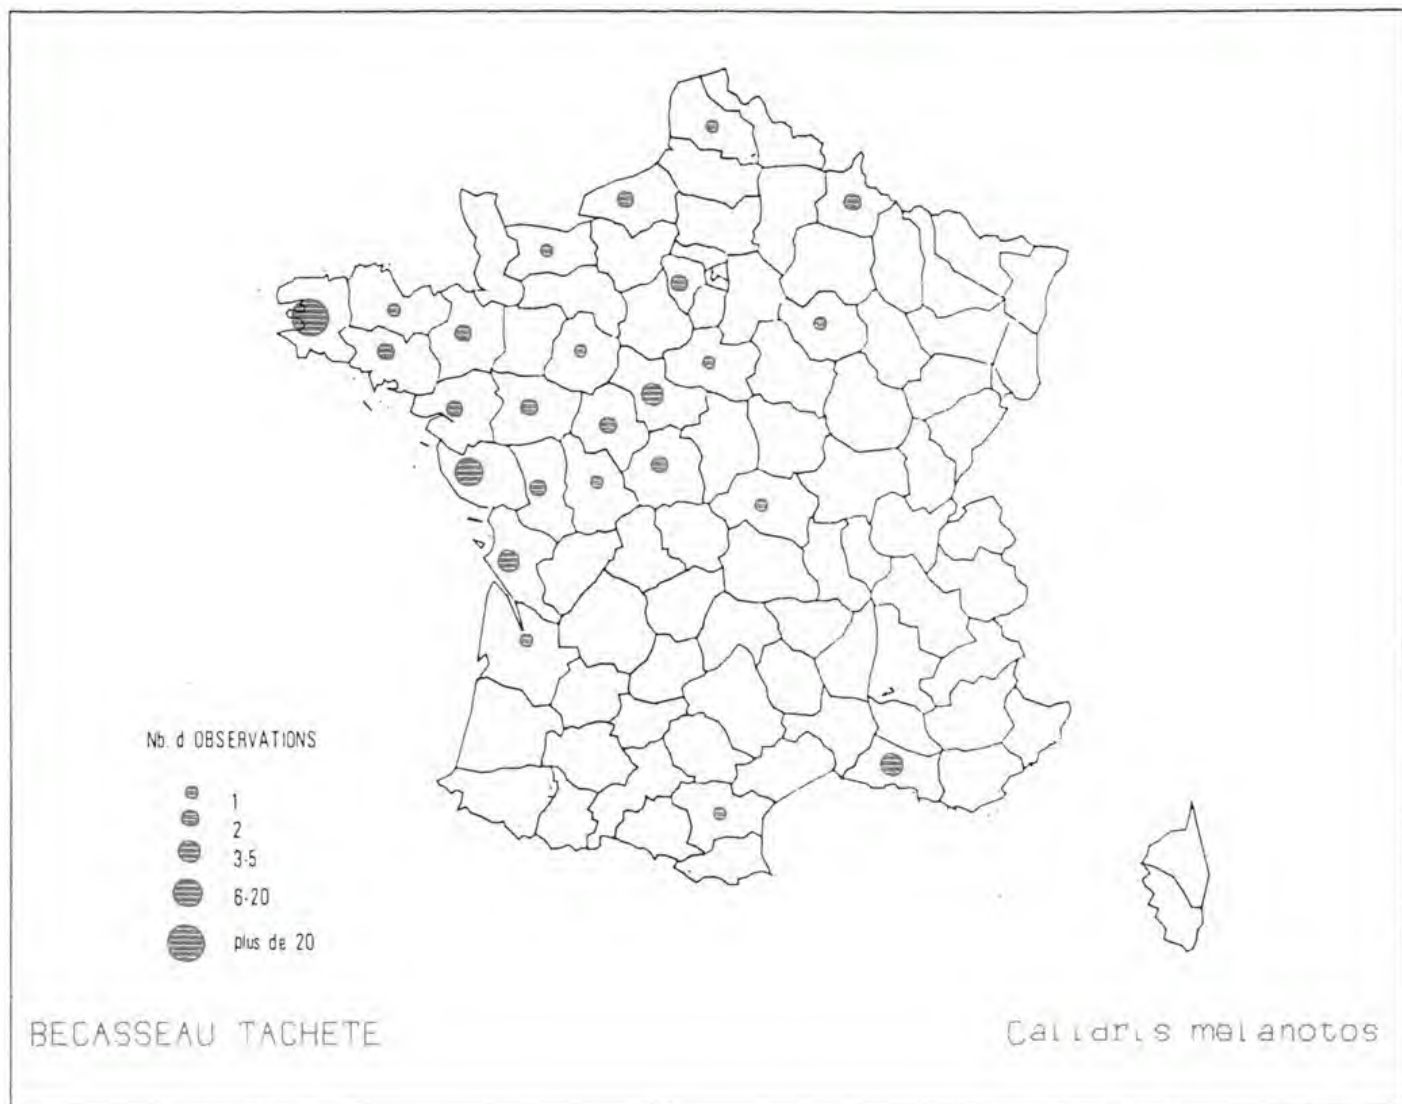 Nb. d OBSERVATIONS
1
2
3-5
6-20
plus de 20
BECASSEAU TACHETE
Calidris melanotos